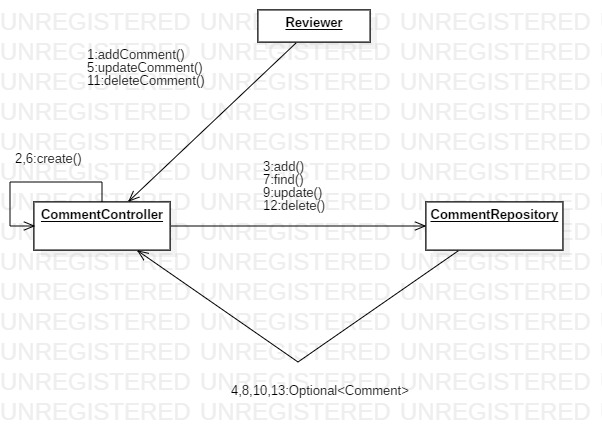 UNREGISTERED UNREGISTERED UNREGISTERED UN
Reviewer
1:addComment()
5:updateComment()
11:deleteComment()
2,6:create()
3:add()
7:find()
9:update()
12:delete()
CommentController
CommentRepository
4,8,10,13:Optional<Comment>